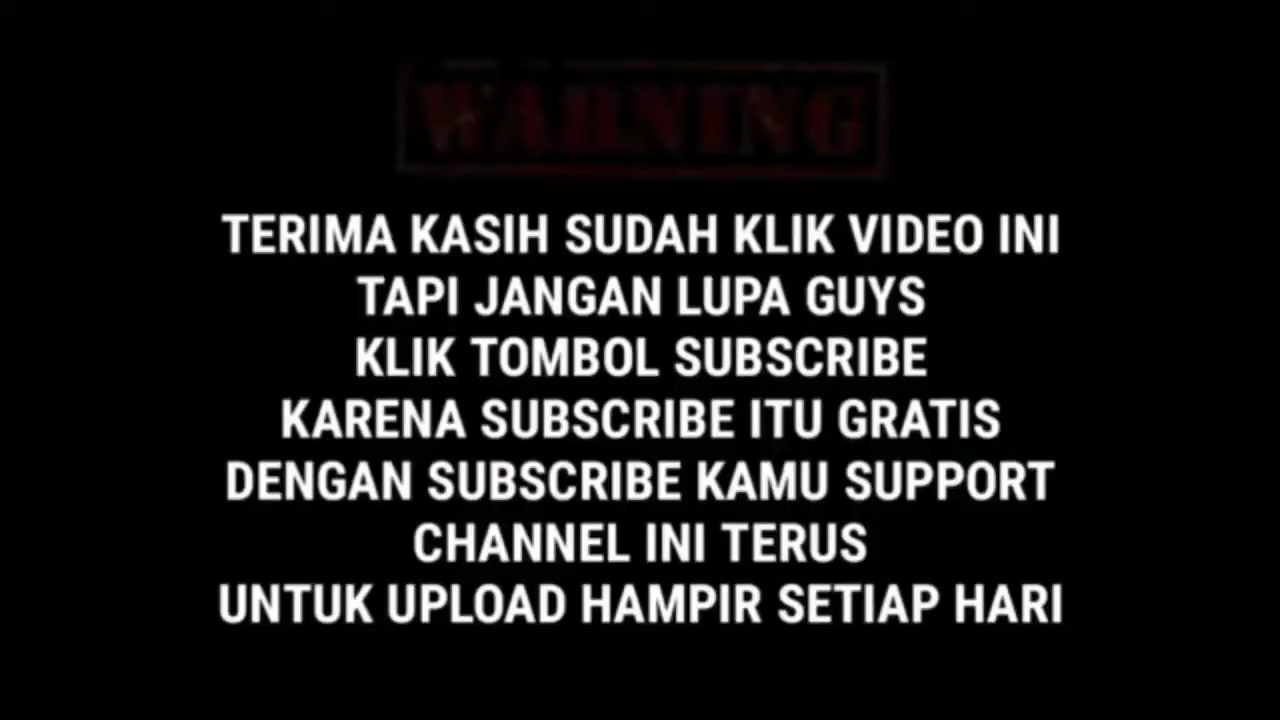 WARNING
TERIMA KASIH SUDAH KLIK VIDEO INI
TAPI JANGAN LUPA GUYS
KLIK TOMBOL SUBSCRIBE
KARENA SUBSCRIBE ITU GRATIS
DENGAN SUBSCRIBE KAMU SUPPORT
CHANNEL INI TERUS
UNTUK UPLOAD HAMPIR SETIAP HARI